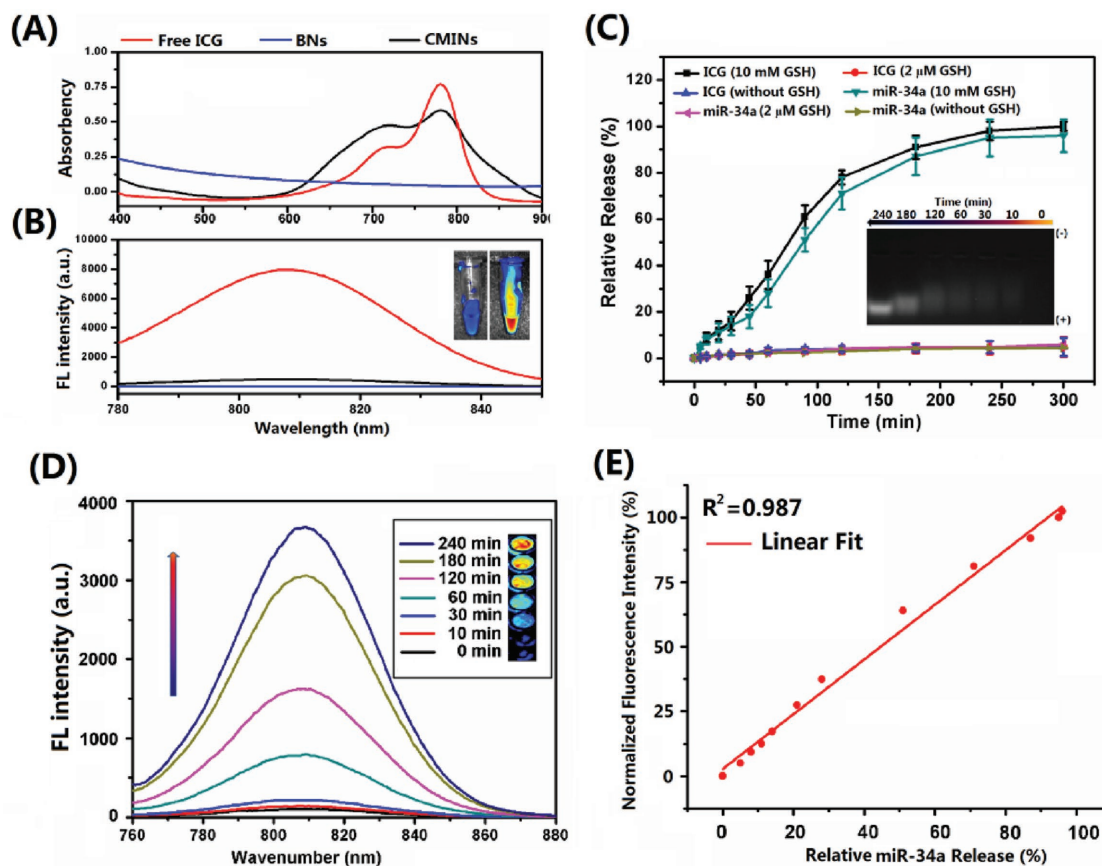 (A)
Free ICG BNs CMINs
Absorbency
1.00
0.75
0.50
0.25
0.00
400 500 600 700 800 900
(B)
FL intensity (a.u.)
10000
8000
6000
4000
2000
0
780 800 820 840
Wavelength (nm)
(C)
Relative Release (%)
120
100
80
60
40
20
0
ICG (10 mM GSH) ICG (2 μM GSH)
ICG (without GSH) miR-34a (10 mM GSH)
miR-34a (2 μM GSH) miR-34a (without GSH)
Time (min)
240 180 120 60 30 10 0
(-)
(+)
0 50 100 150 200 250 300
Time (min)
(D)
FL intensity (a.u.)
4000
3000
2000
1000
0
240 min
180 min
120 min
60 min
30 min
10 min
0 min
760 780 800 820 840 860 880
Wavenumber (nm)
(E)
Normalized Fluorescence Intensity (%)
R²=0.987
Linear Fit
100
75
50
25
0
0 20 40 60 80 100
Relative miR-34a Release (%)